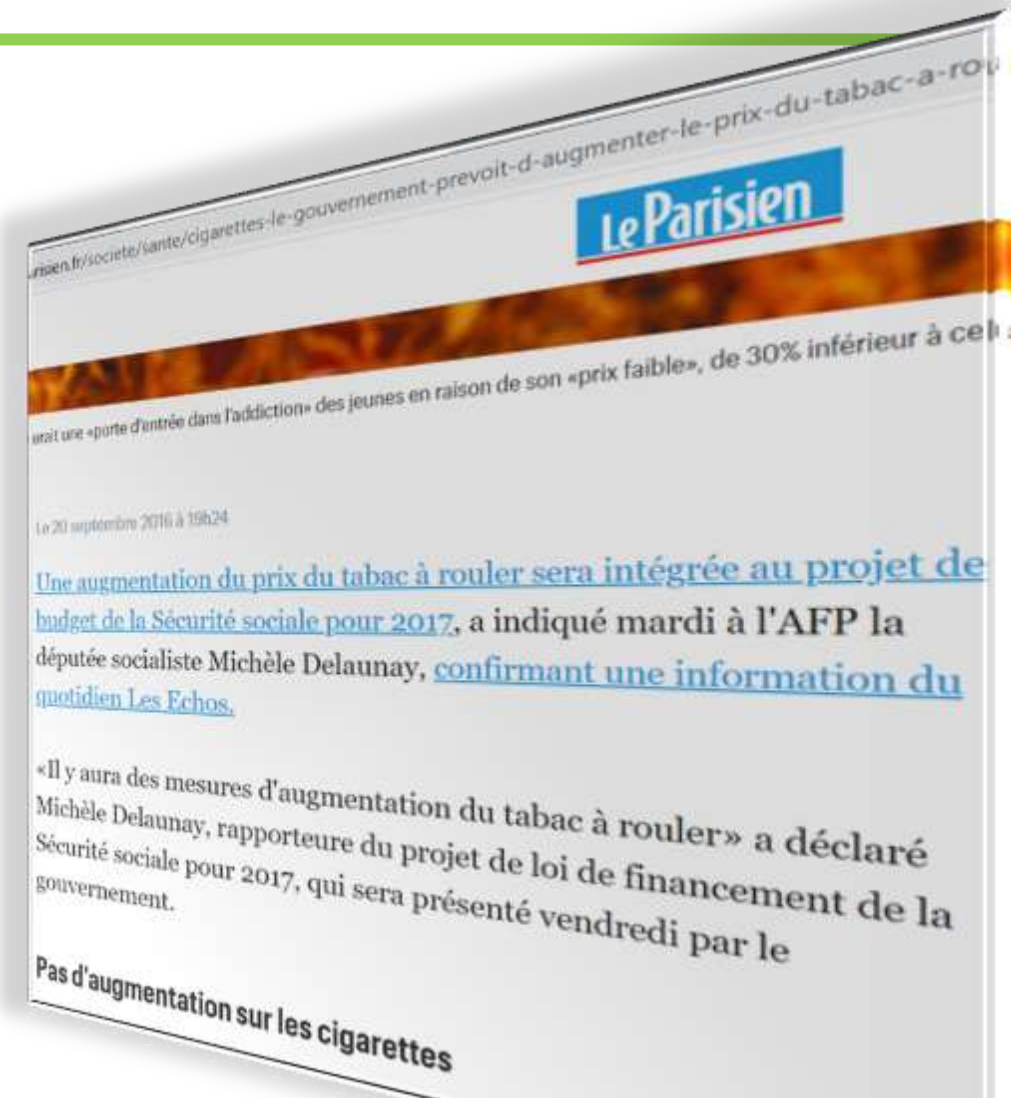 arisien.fr/societe/sante/cigarettes-le-gouvernement-prevoit-d-augmenter-le-prix-du-tabac-a-rou
Le Parisien
erait une «porte d'entrée dans l'addiction» des jeunes en raison de son «prix faible», de 30% inférieur à celu
Le 20 septembre 2016 à 19h24
Une augmentation du prix du tabac à rouler sera intégrée au projet de
budget de la Sécurité sociale pour 2017, a indiqué mardi à l'AFP la
députée socialiste Michèle Delaunay, confirmant une information du
quotidien Les Echos.
«Il y aura des mesures d'augmentation du tabac à rouler» a déclaré
Michèle Delaunay, rapporteure du projet de loi de financement de la
Sécurité sociale pour 2017, qui sera présenté vendredi par le
gouvernement.
Pas d'augmentation sur les cigarettes